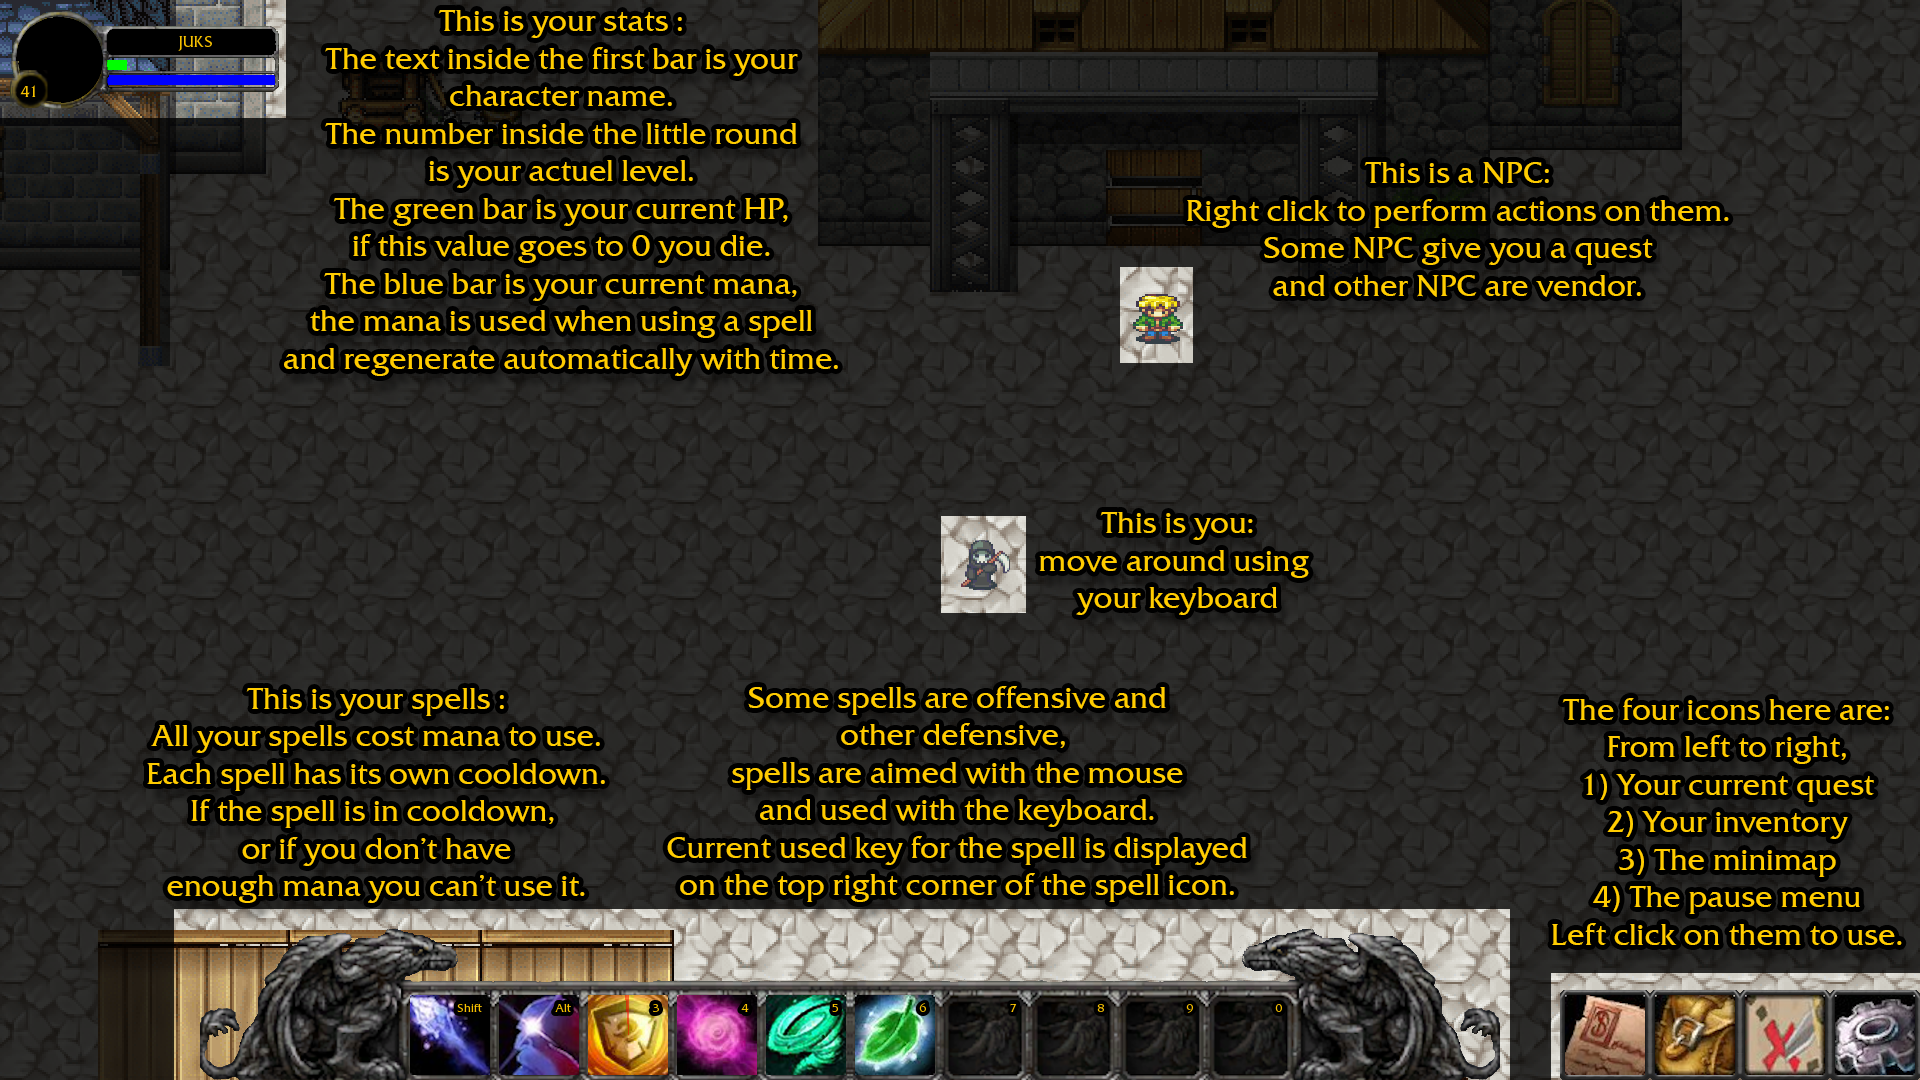 JUKS
41
This is your stats :
The text inside the first bar is your
character name.
The number inside the little round
is your actuel level.
The green bar is your current HP,
if this value goes to 0 you die.
The blue bar is your current mana,
the mana is used when using a spell
and regenerate automatically with time.
This is a NPC:
Right click to perform actions on them.
Some NPC give you a quest
and other NPC are vendor.
This is you:
move around using
your keyboard
This is your spells :
All your spells cost mana to use.
Each spell has its own cooldown.
If the spell is in cooldown,
or if you don't have
enough mana you can't use it.
Some spells are offensive and
other defensive,
spells are aimed with the mouse
and used with the keyboard.
Current used key for the spell is displayed
on the top right corner of the spell icon.
The four icons here are:
From left to right,
1) Your current quest
2) Your inventory
3) The minimap
4) The pause menu
Left click on them to use.
Shift Alt 3 4 5 6 7 8 9 0